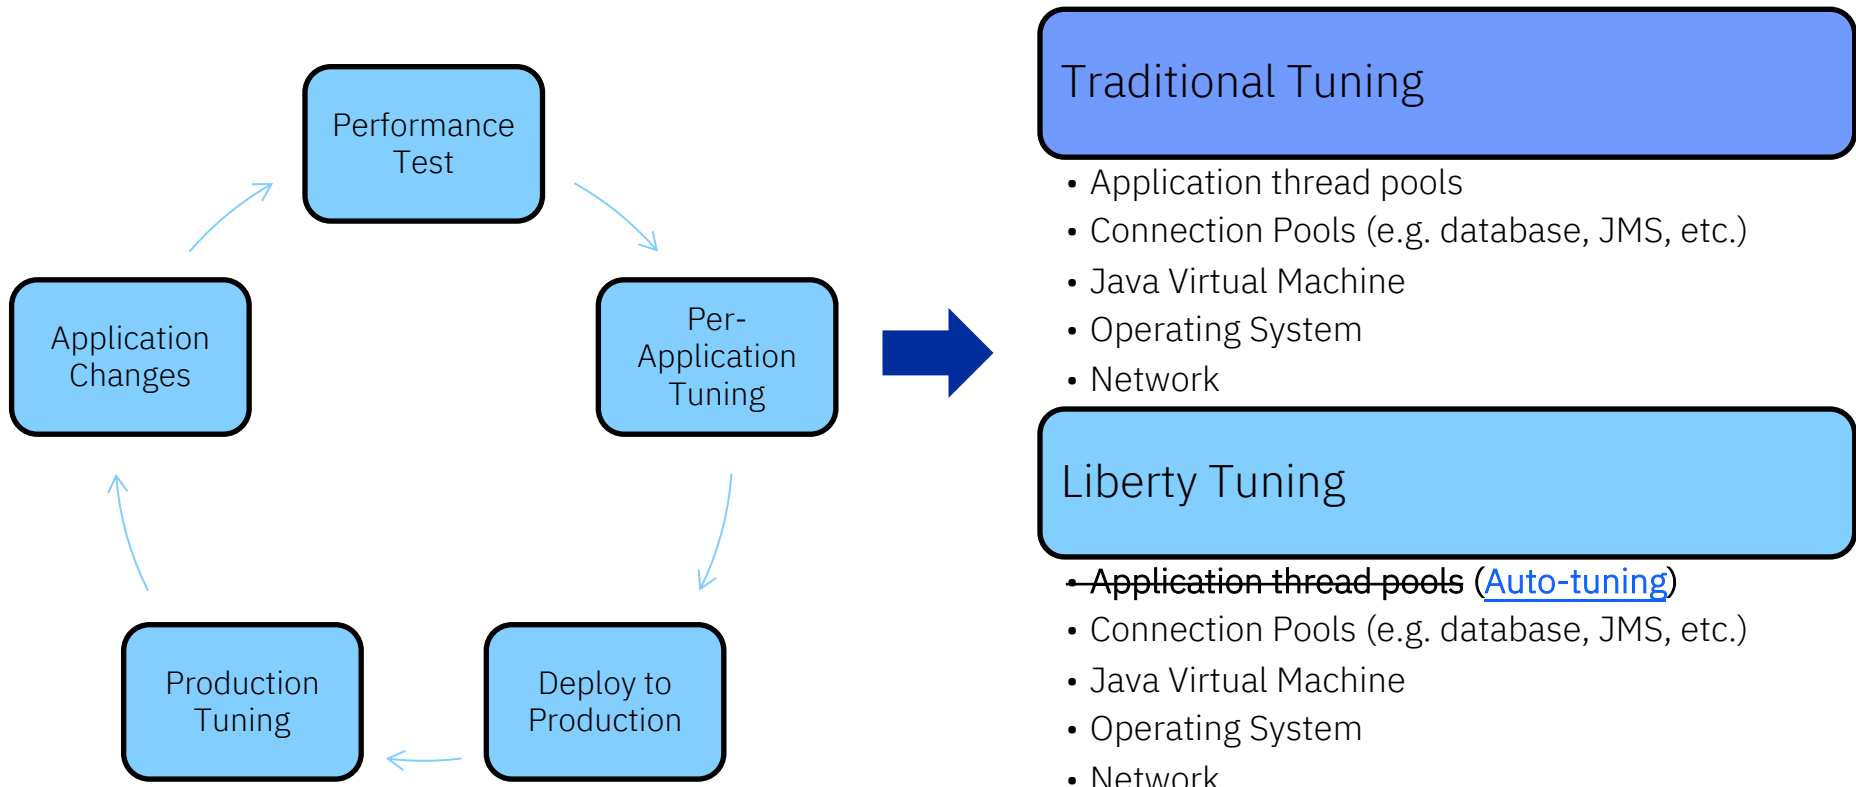 Performance
Test
Per-
Application
Tuning
Deploy to
Production
Production
Tuning
Application
Changes
Traditional Tuning
• Application thread pools
• Connection Pools (e.g. database, JMS, etc.)
• Java Virtual Machine
• Operating System
• Network
Liberty Tuning
• Application thread pools (Auto-tuning)
• Connection Pools (e.g. database, JMS, etc.)
• Java Virtual Machine
• Operating System
• Network